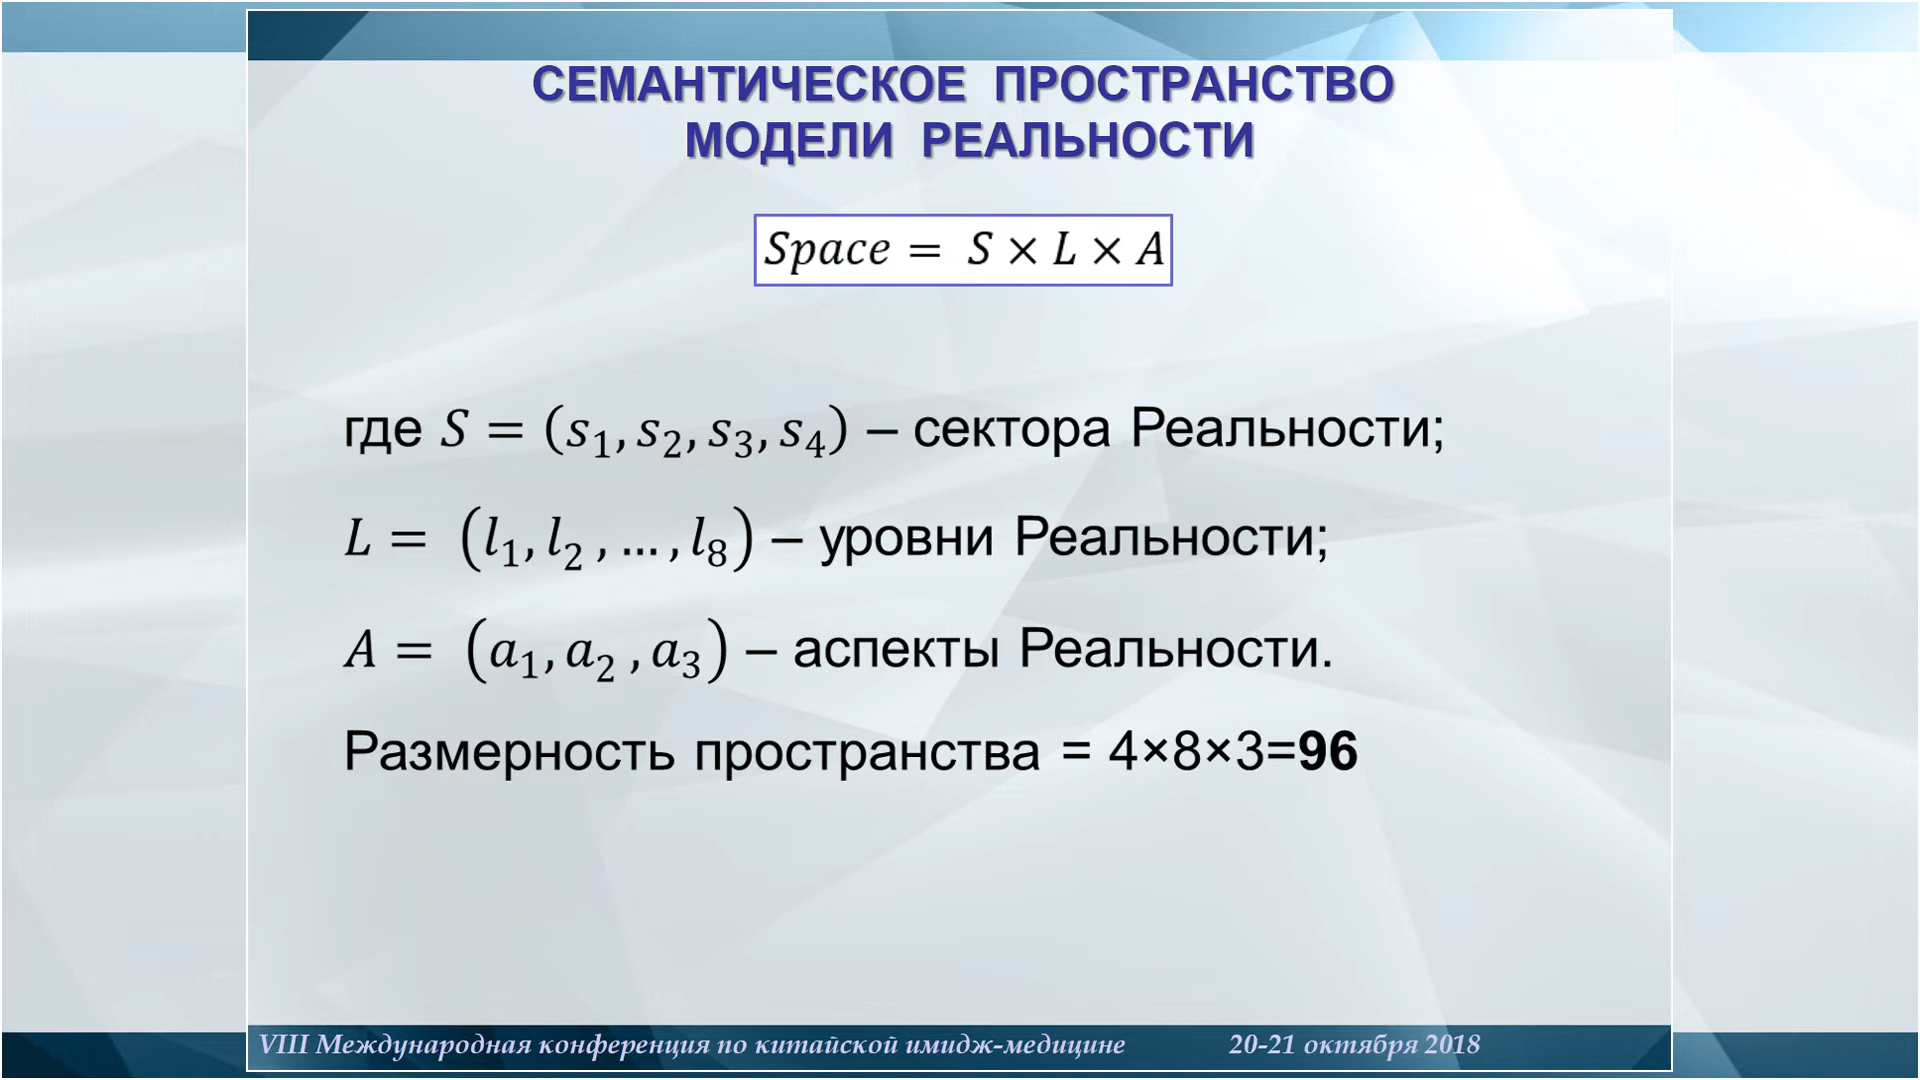 СЕМАНТИЧЕСКОЕ ПРОСТРАНСТВО
МОДЕЛИ РЕАЛЬНОСТИ
Space = S × L × A
где S = (s₁, s₂, s₃, s₄) – сектора Реальности;
L = (l₁, l₂ , … , l₈) – уровни Реальности;
A = (a₁, a₂ , a₃) – аспекты Реальности.
Размерность пространства = 4×8×3=96
VIII Международная конференция по китайской имидж-медицине 20-21 октября 2018